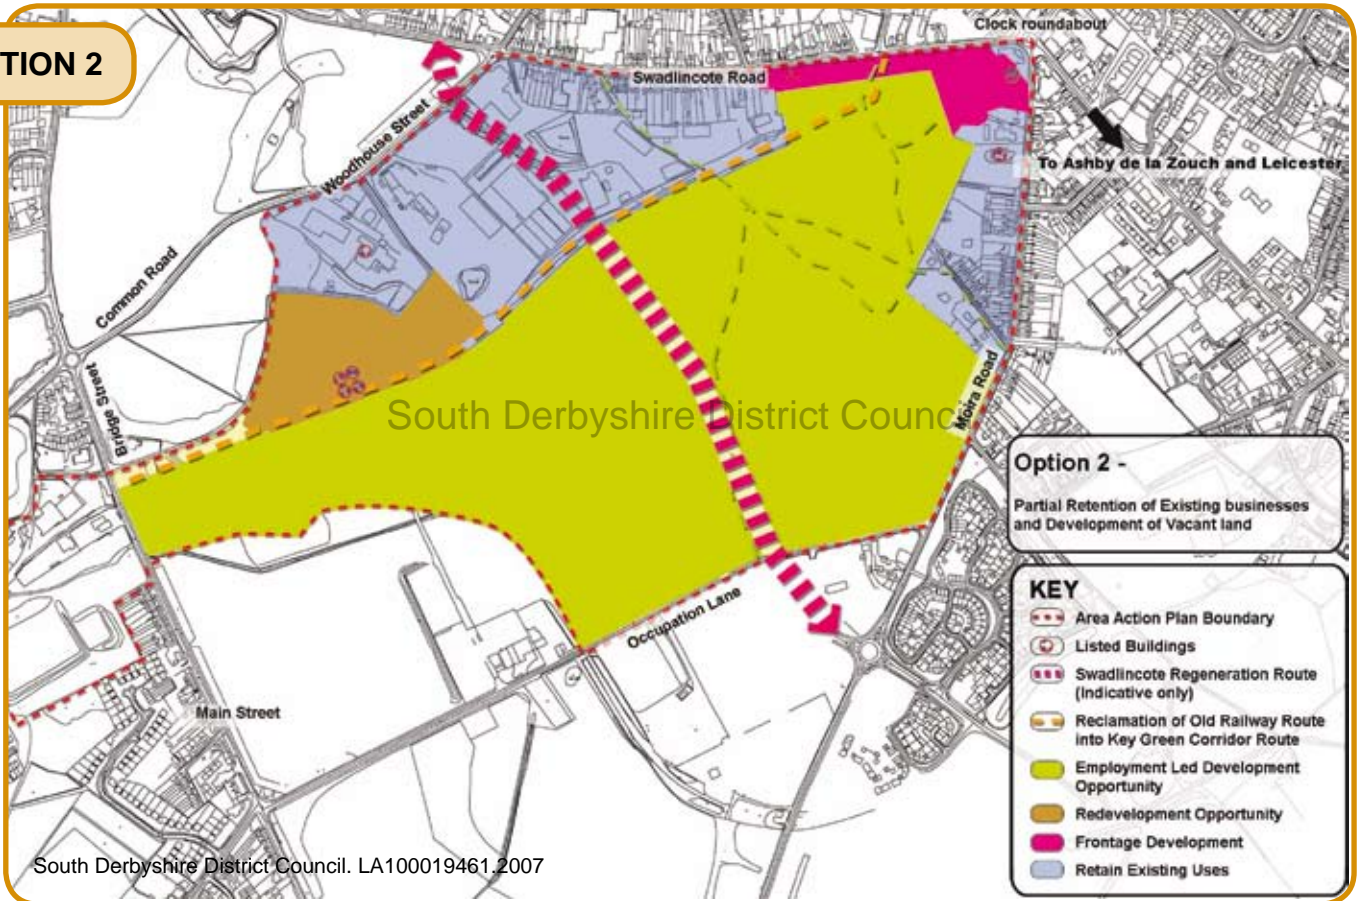 TION 2
Clock roundabout
Swadlincote Road
Woodhouse Street
To Ashby de la Zouch and Leicester
Common Road
Bridge Street
Moira Road
South Derbyshire District Counc
Option 2 -
Partial Retention of Existing businesses
and Development of Vacant land
Occupation Lane
Main Street
KEY
Area Action Plan Boundary
Listed Buildings
Swadlincote Regeneration Route
(Indicative only)
Reclamation of Old Railway Route
into Key Green Corridor Route
Employment Led Development
Opportunity
Redevelopment Opportunity
Frontage Development
Retain Existing Uses
South Derbyshire District Council. LA100019461.2007